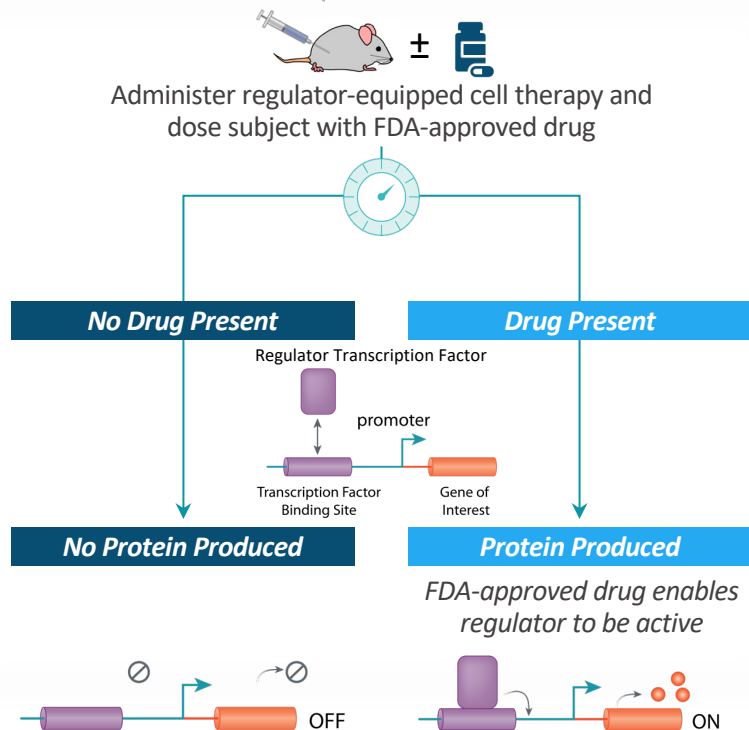 ±
Administer regulator-equipped cell therapy and
dose subject with FDA-approved drug
No Drug Present
Drug Present
Regulator Transcription Factor
promoter
Transcription Factor
Binding Site
Gene of
Interest
No Protein Produced
Protein Produced
FDA-approved drug enables
regulator to be active
OFF
ON